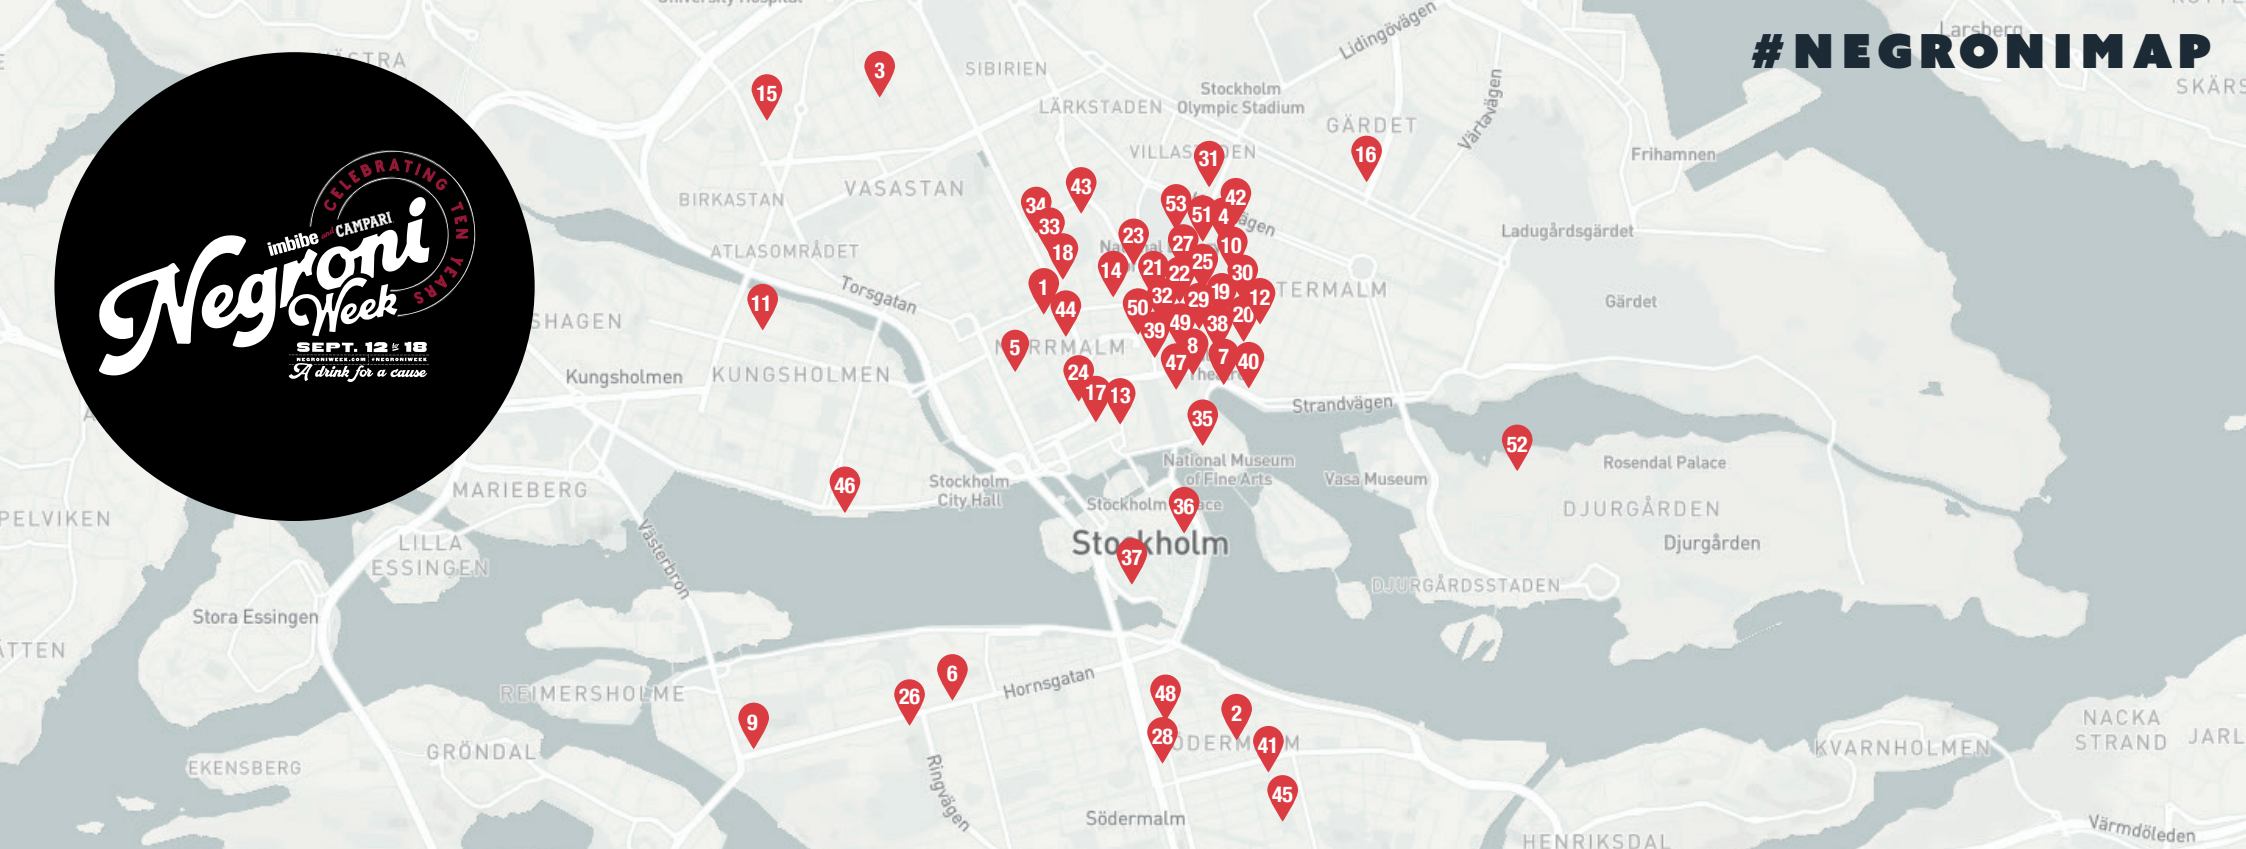 #NEGRONIMAP
CELEBRATING TEN YEARS
imbibe and CAMPARI
Negroni
Week
SEPT. 12 to 18
NEGRONIWEEK.COM | #NEGRONIWEEK
A drink for a cause
University Hospital
SIBIRIEN
LÄRKSTADEN
Stockholm
Olympic Stadium
Lidingövägen
Värtavägen
GÄRDET
Larsberg
Frihamnen
BIRKASTAN
VASASTAN
ATLASOMRÅDET
Torsgatan
Ladugårdsgärdet
Gärdet
SHAGEN
Kungsholmen
KUNGSHOLMEN
Strandvägen
MARIEBERG
Stockholm
City Hall
National Museum
of Fine Arts
Vasa Museum
Rosendal Palace
DJURGÅRDEN
Djurgården
DJURGÅRDSSTADEN
PELVIKEN
LILLA
ESSINGEN
Västerbron
Stora Essingen
REIMERSHOLME
Hornsgatan
GRÖNDAL
EKENSBERG
Ringvägen
Södermalm
KVARNHOLMEN
NACKA
STRAND
JARL
HENRIKSDAL
Värmdöleden
3
15
31
16
43
53
42
34
33
51
4
23
27
10
18
14
21
22
25
30
1
44
32
29
19
12
11
50
39
49
38
20
5
47
8
7
40
24
17
13
35
52
46
36
Stockholm
37
6
26
9
48
28
2
41
45